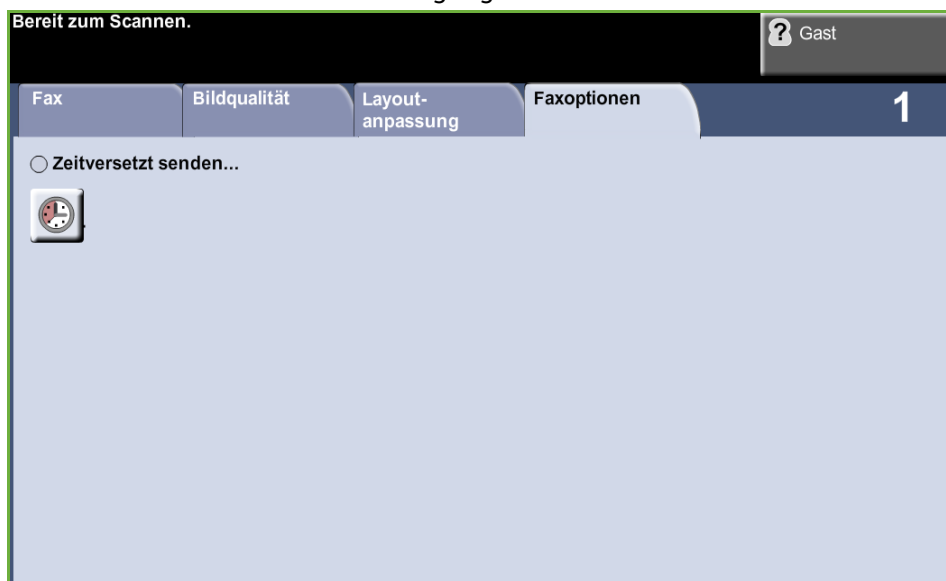 Bereit zum Scannen.
? Gast
Fax
Bildqualität
Layout-
anpassung
Faxoptionen
1
Zeitversetzt senden...